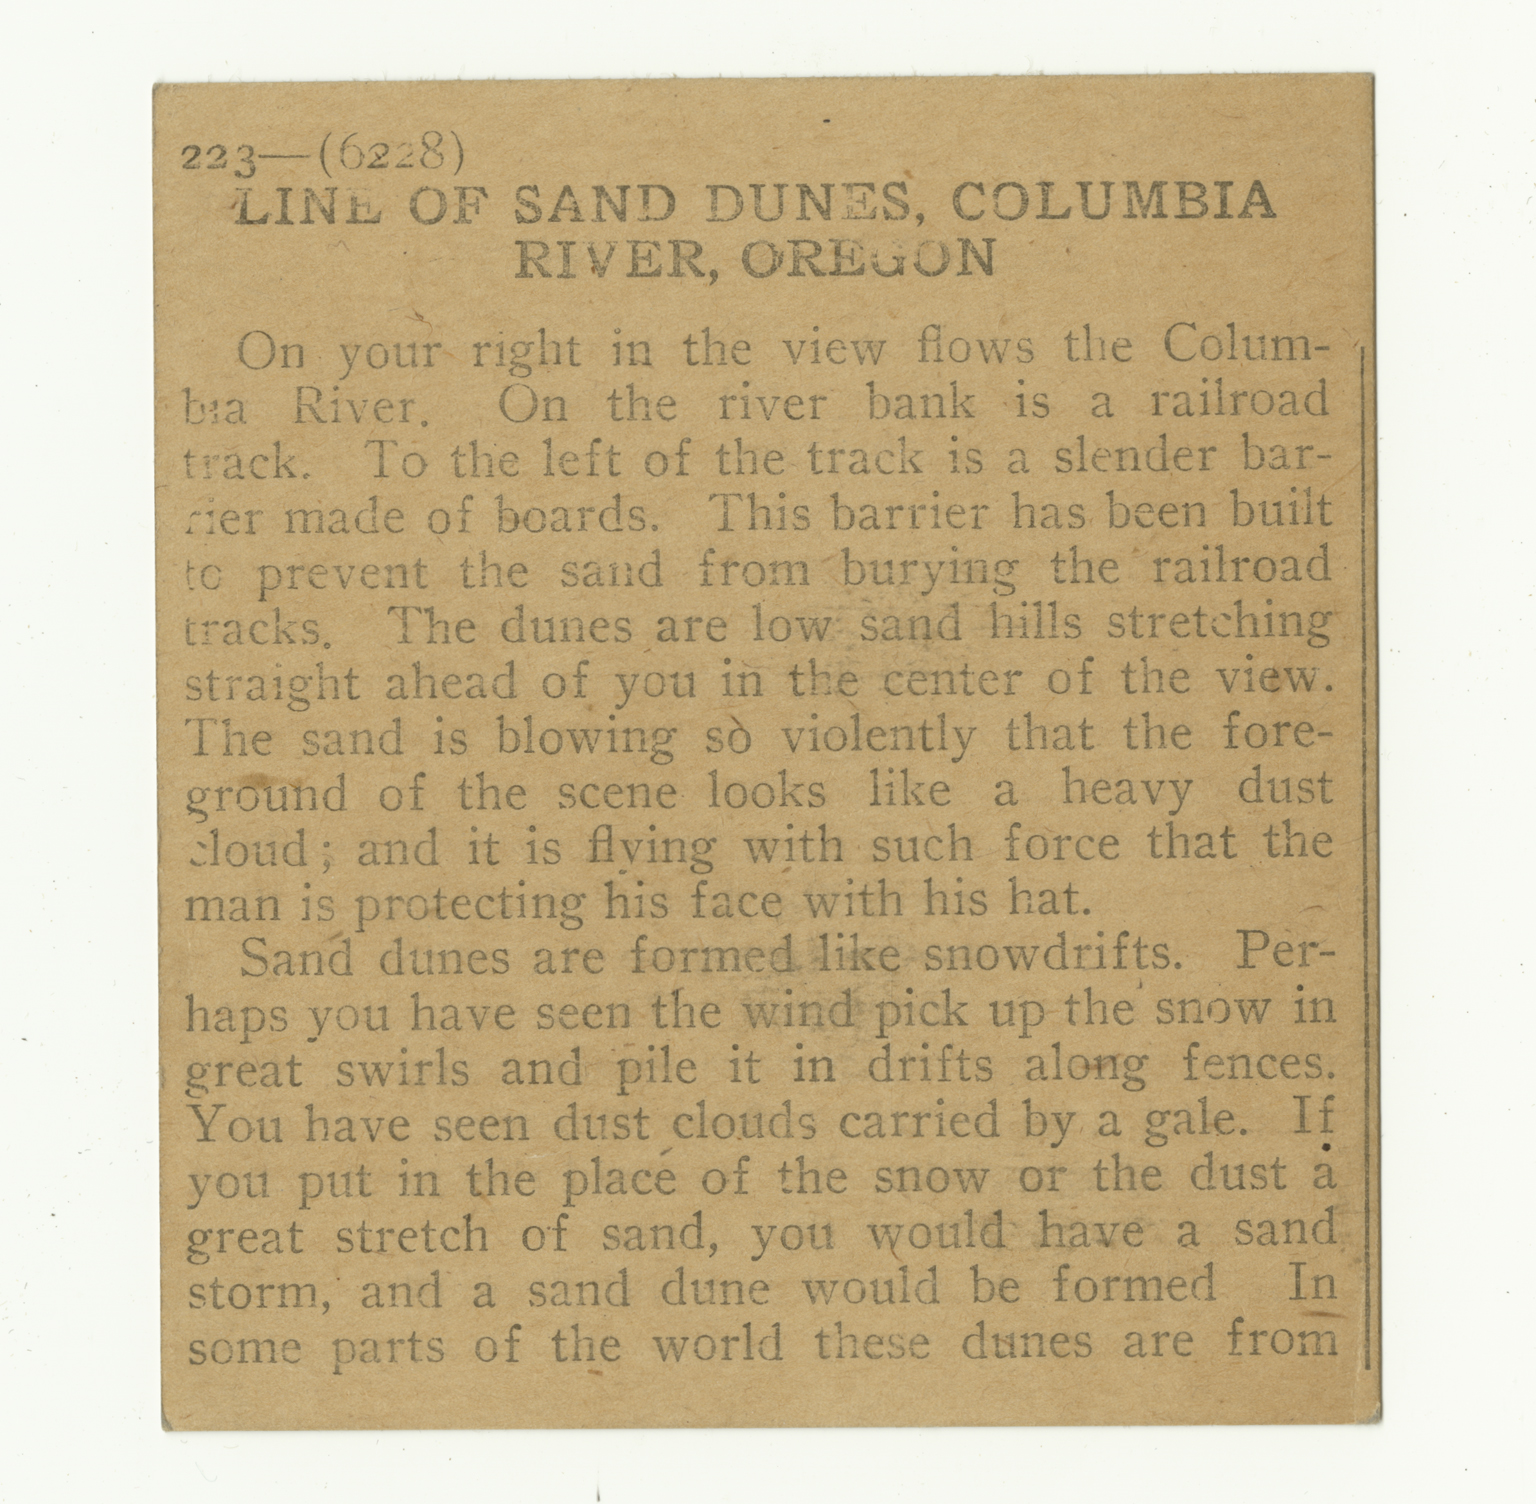 223—(6228)
LINE OF SAND DUNES, COLUMBIA
RIVER, OREGON
On your right in the view flows the Colum-
bia River. On the river bank is a railroad
track. To the left of the track is a slender bar-
rier made of boards. This barrier has been built
to prevent the sand from burying the railroad
tracks. The dunes are low sand hills stretching
straight ahead of you in the center of the view.
The sand is blowing so violently that the fore-
ground of the scene looks like a heavy dust
cloud; and it is flying with such force that the
man is protecting his face with his hat.
Sand dunes are formed like snowdrifts. Per-
haps you have seen the wind pick up the snow in
great swirls and pile it in drifts along fences.
You have seen dust clouds carried by a gale. If
you put in the place of the snow or the dust a
great stretch of sand, you would have a sand
storm, and a sand dune would be formed In
some parts of the world these dunes are from